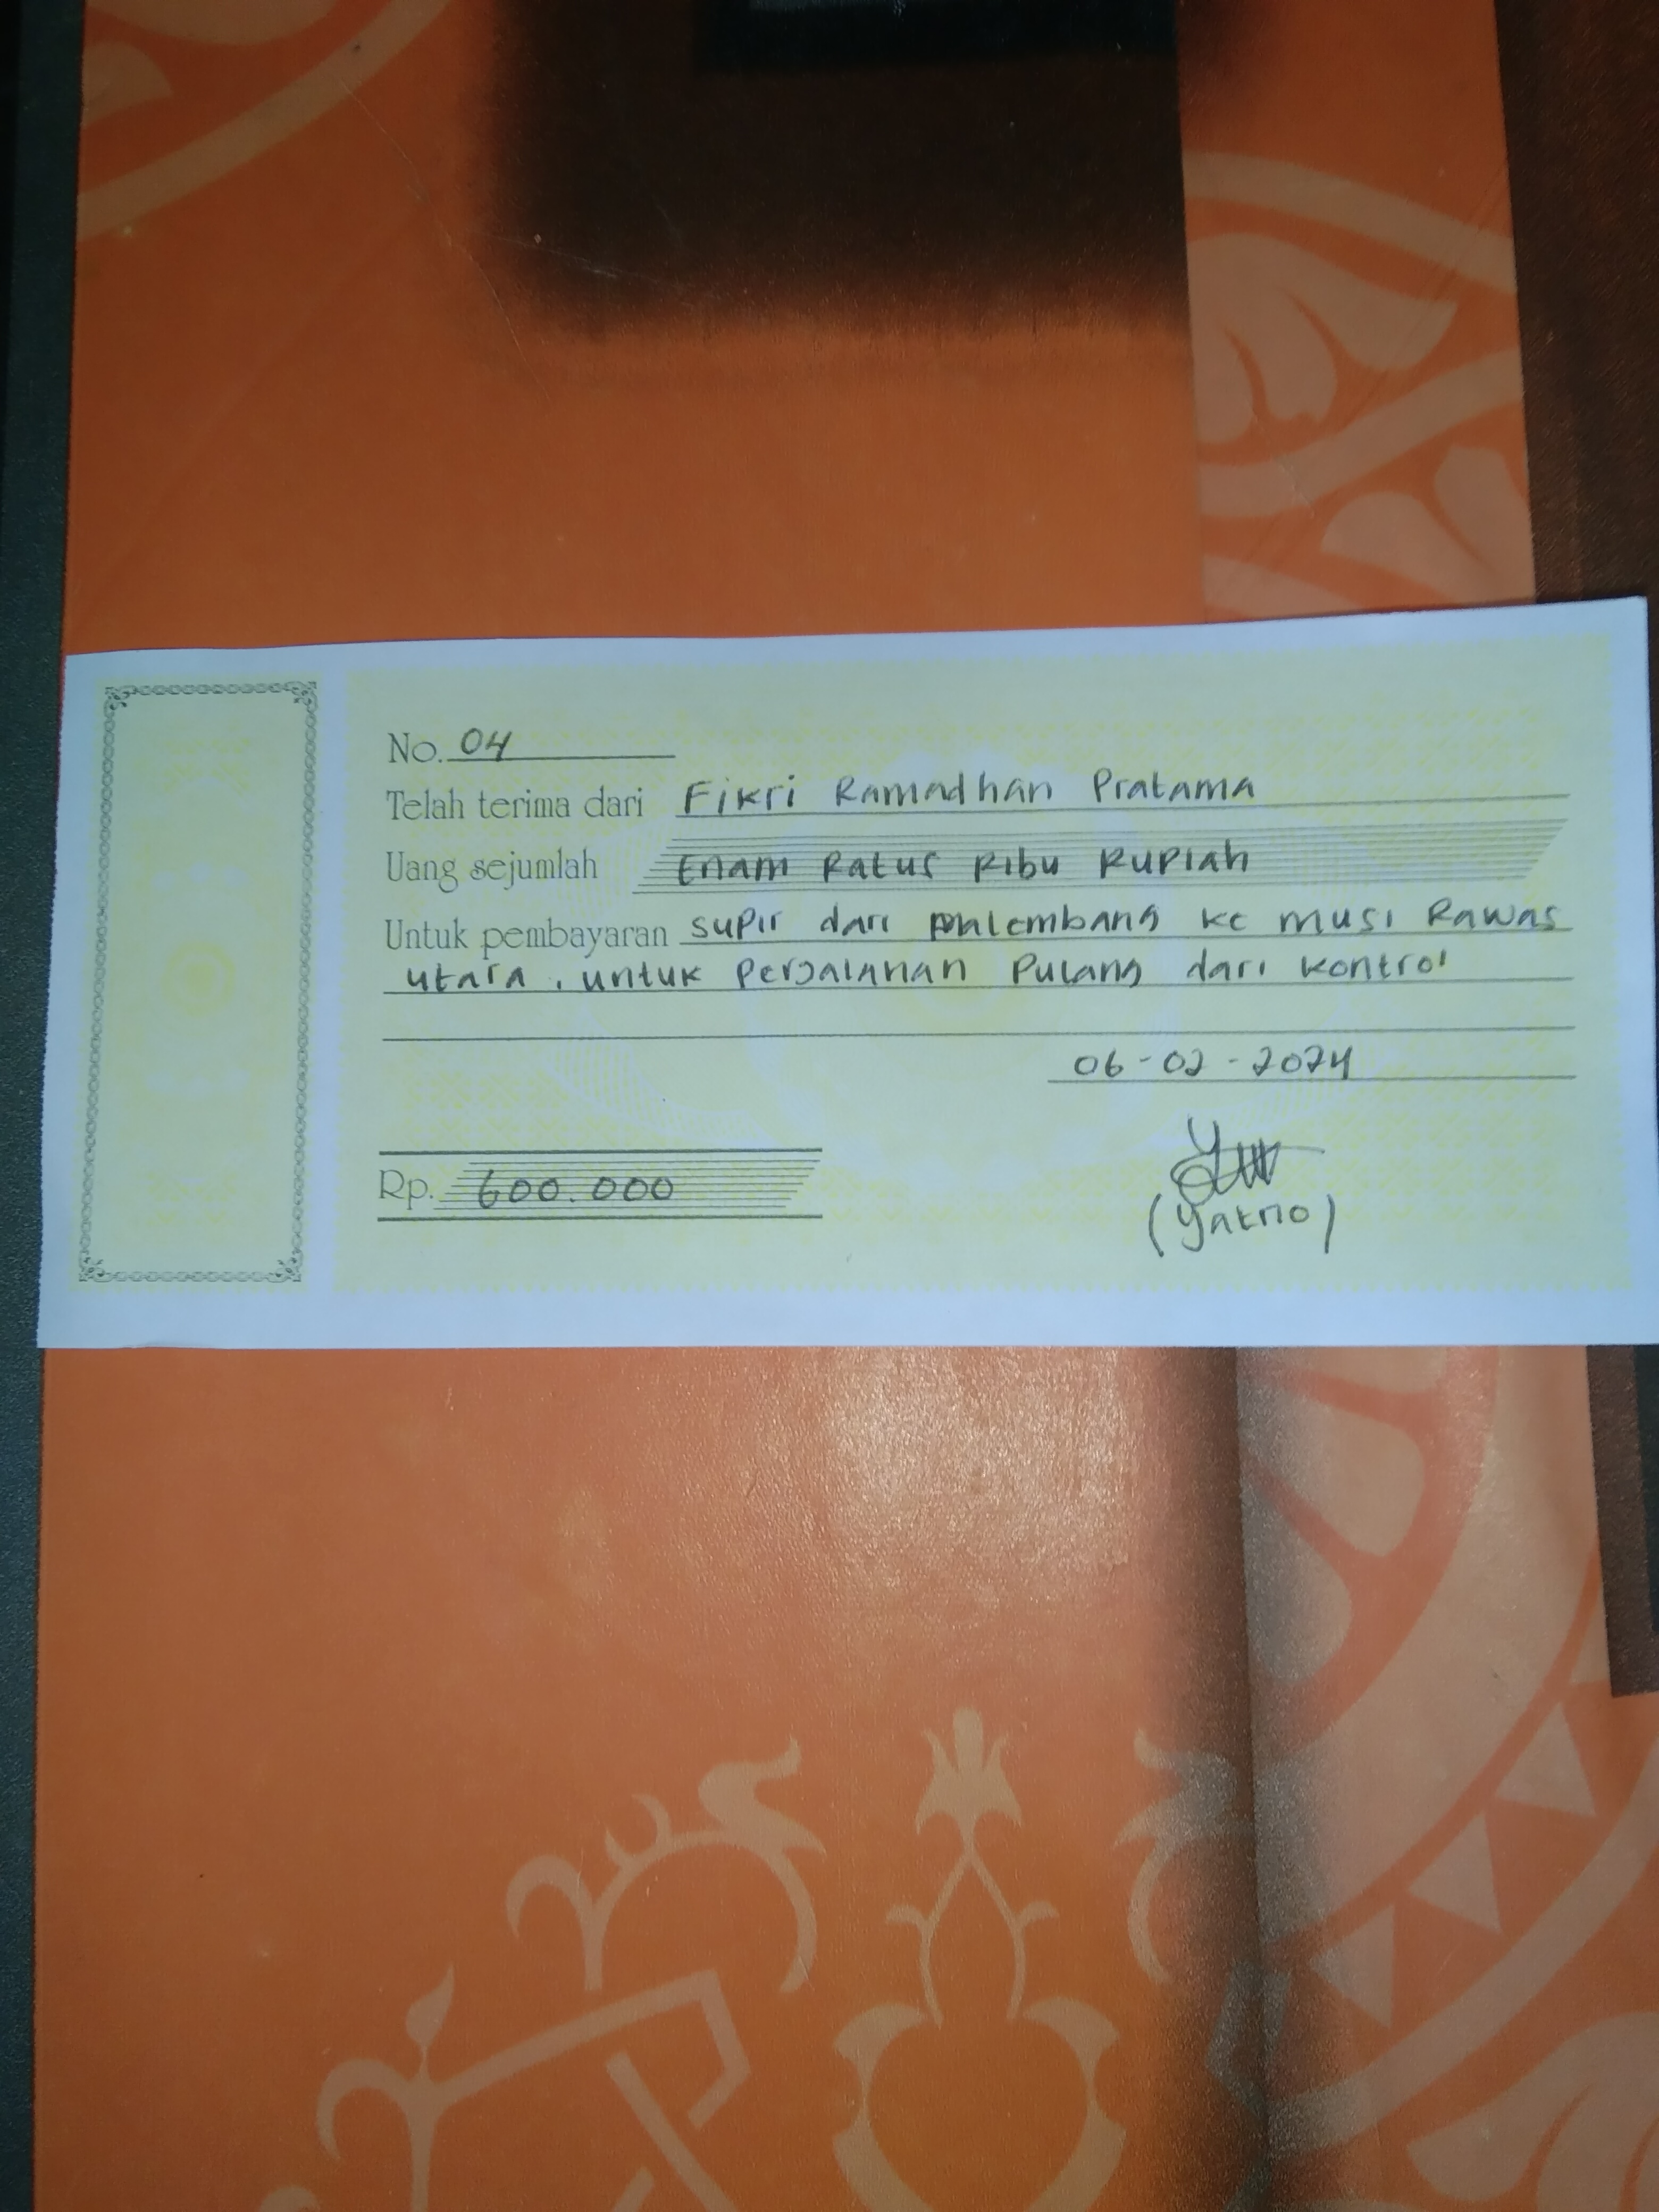 No. 04
Telah terima dari Fikri Ramadhan Pratama
Uang sejumlah Enam Ratus Ribu Rupiah
Untuk pembayaran supir dari palembang ke musi Rawas
utara, untuk Perjalanan Pulang dari kontrol
06-02-2024
Rp. 600.000
(Yatno)